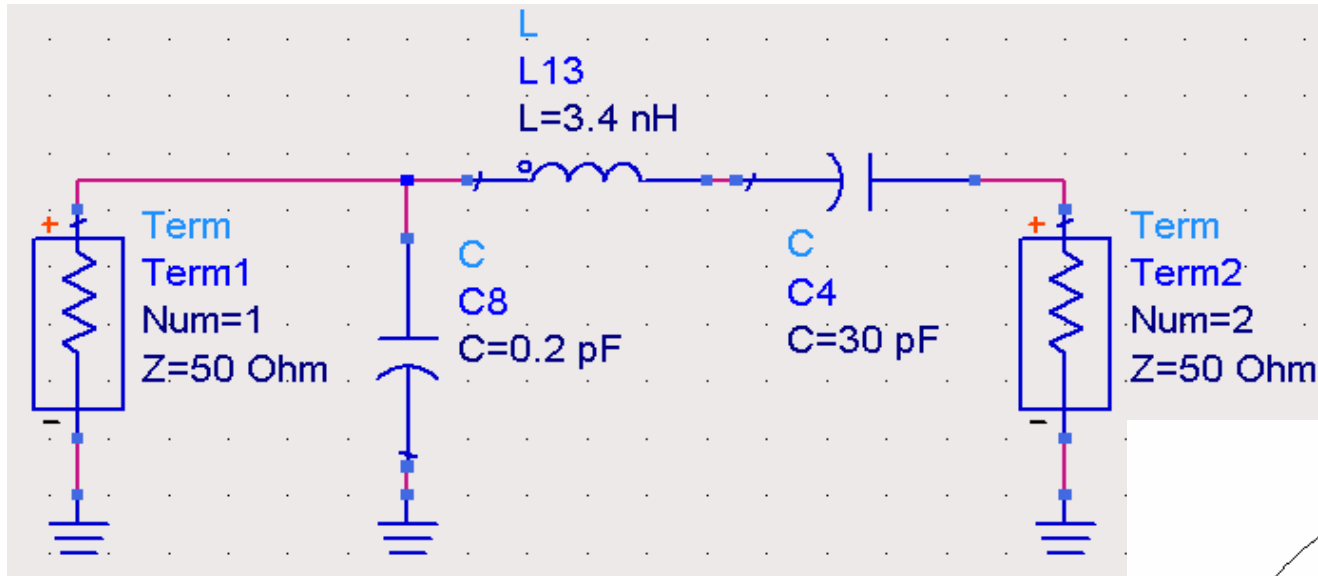 L
L13
L=3.4 nH
+
Term
Term1
Num=1
Z=50 Ohm
-
C
C8
C=0.2 pF
C
C4
C=30 pF
+
Term
Term2
Num=2
Z=50 Ohm
-